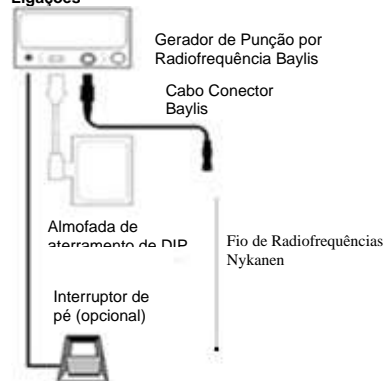 Ligações
Gerador de Punção por
Radiofrequência Baylis
Cabo Conector
Baylis
Almofada de
aterramento de DIP
Fio de Radiofrequências
Nykanen
Interruptor de
pé (opcional)